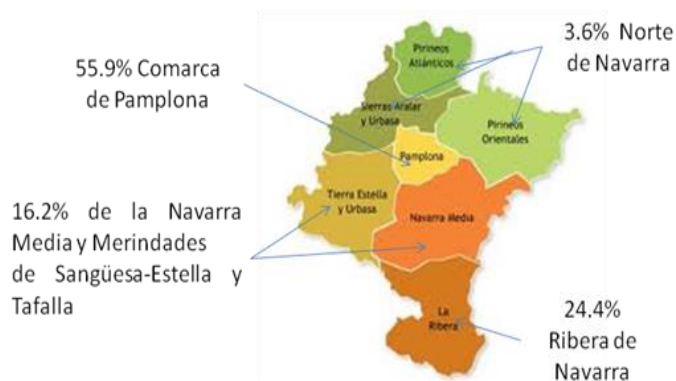 3.6% Norte
de Navarra
55.9% Comarca
de Pamplona
Pirineos
Atlánticos
Sierras Aralar
y Urbasa
Pirineos
Orientales
Pamplona
Tierra Estella
y Urbasa
Navarra Media
16.2% de la Navarra
Media y Merindades
de Sangüesa-Estella y
Tafalla
La
Ribera
24.4%
Ribera de
Navarra